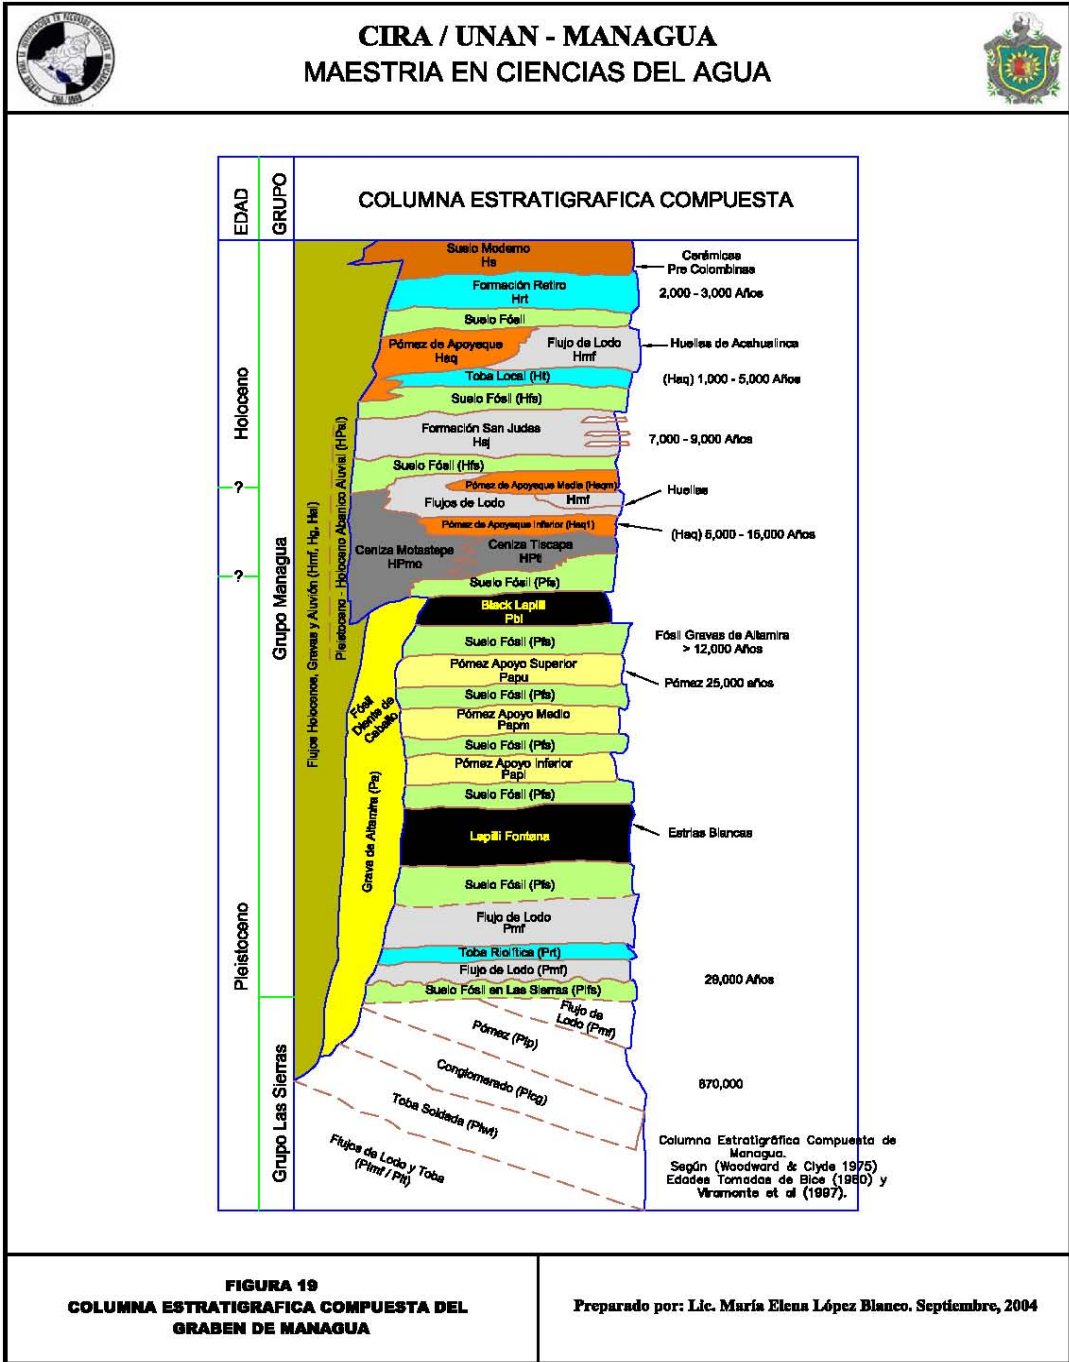 CIRA / UNAN - MANAGUA
MAESTRIA EN CIENCIAS DEL AGUA
EDAD
GRUPO
COLUMNA ESTRATIGRAFICA COMPUESTA
Holoceno
?
?
Pleistoceno
Grupo Managua
Grupo Las Sierras
Flujos Holocenos, Gravas y Aluvión (Hmf, Hg, Hal)
Pleistoceno - Holoceno Abanico Aluvial (HPal)
Suelo Moderno
Hs
Cerámicas
Pre Colombinas
Formación Retiro
Hrt
2,000 - 3,000 Años
Suelo Fósil
Pómez de Apoyeque
Haq
Flujo de Lodo
Hmf
Huellas de Acahualinca
Toba Local (Ht)
(Haq) 1,000 - 5,000 Años
Suelo Fósil (Hfs)
Formación San Judas
Hsj
7,000 - 9,000 Años
Suelo Fósil (Hfs)
Pómez de Apoyeque Media (Haqm)
Hmf
Flujos de Lodo
Huellas
Pómez de Apoyeque Inferior (Haq1)
(Haq) 5,000 - 15,000 Años
Ceniza Motastepe
HPmo
Ceniza Tiscapa
HPti
Suelo Fósil (Pfs)
Black Lapilli
Pbl
Suelo Fósil (Pfs)
Fósil Gravas de Altamira
> 12,000 Años
Pómez Apoyo Superior
Papu
Pómez 25,000 años
Suelo Fósil (Pfs)
Fósil
Diente de
Caballo
Pómez Apoyo Medio
Papm
Suelo Fósil (Pfs)
Pómez Apoyo Inferior
Papl
Suelo Fósil (Pfs)
Grava de Altamira (Pa)
Lapilli Fontana
Estrias Blancas
Suelo Fósil (Pfs)
Flujo de Lodo
Pmf
Toba Riolítica (Prt)
Flujo de Lodo (Pmf)
29,000 Años
Suelo Fósil en Las Sierras (Plfs)
Flujo de
Lodo (Pmf)
Pómez (Plp)
Conglomerado (Plcg)
670,000
Toba Soldada (Plwt)
Flujos de Lodo y Toba
(Plmf / Plt)
Columna Estratigráfica Compuesta de
Managua.
Según (Woodward & Clyde 1975)
Edades Tomadas de Bice (1980) y
Viramonte et al (1997).
FIGURA 19
COLUMNA ESTRATIGRAFICA COMPUESTA DEL
GRABEN DE MANAGUA
Preparado por: Lic. María Elena López Blanco. Septiembre, 2004